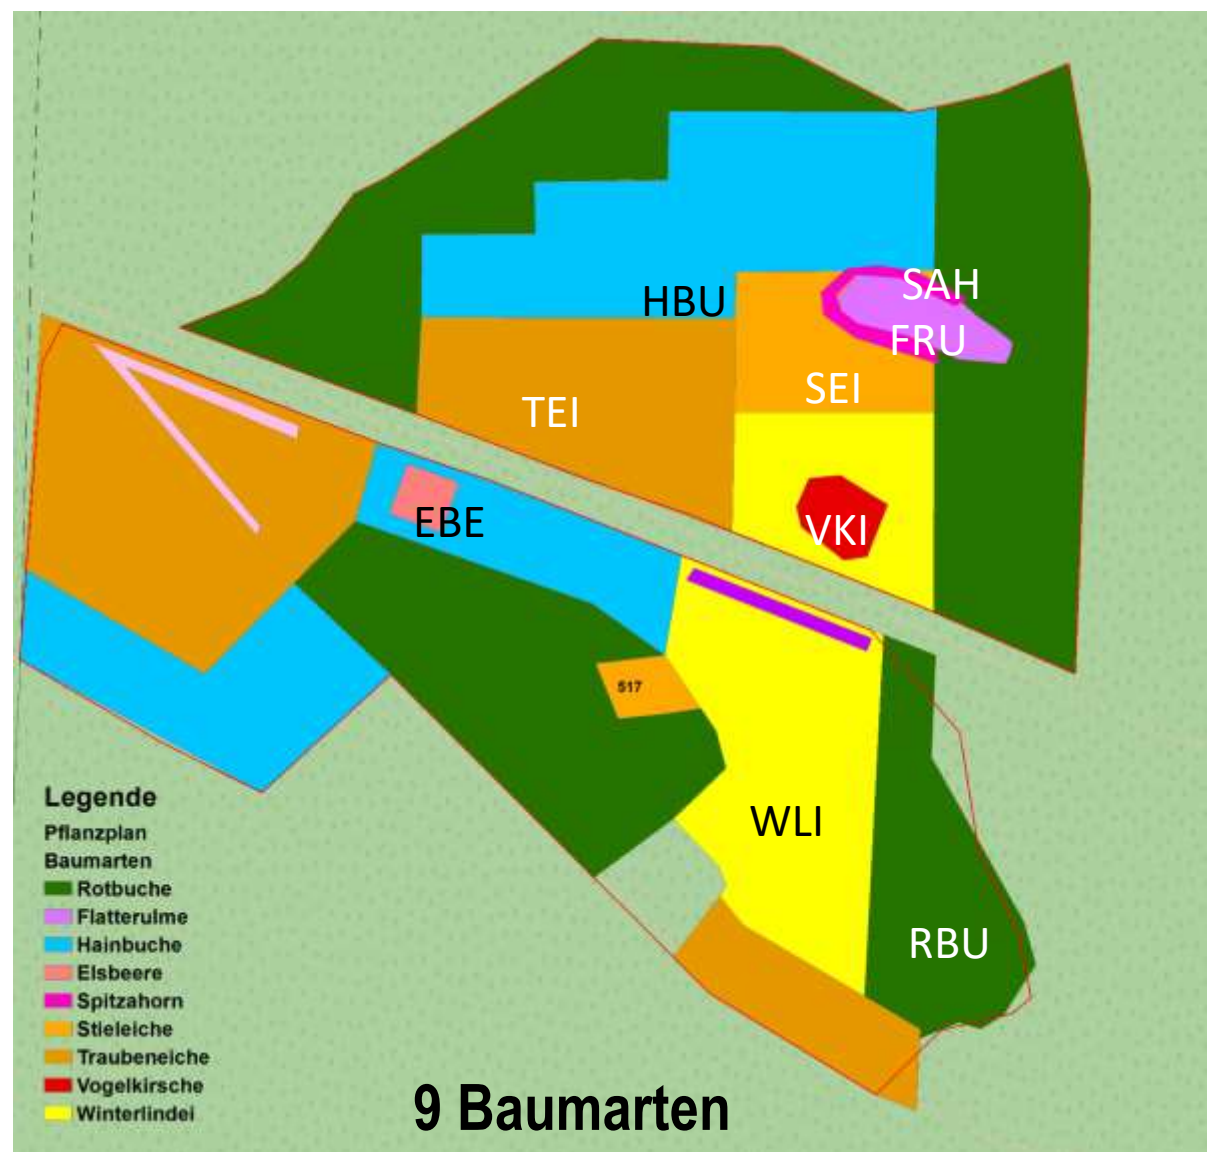 SAH
HBU
FRU
SEI
TEI
EBE
VKI
517
WLI
RBU
Legende
Pflanzplan
Baumarten
Rotbuche
Flatterulme
Hainbuche
Elsbeere
Spitzahorn
Stieleiche
Traubeneiche
Vogelkirsche
Winterlindei
9 Baumarten